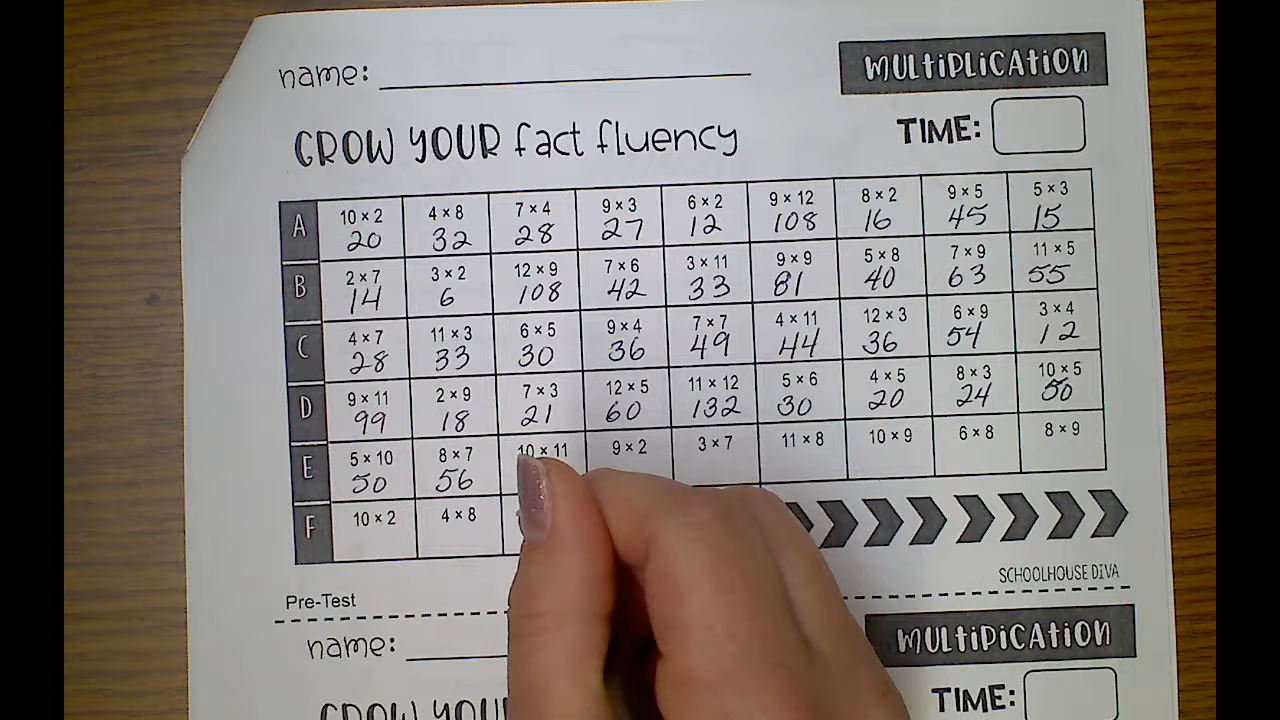 name: MULTiPLiCATiON
GROW YOUR fact fluency TIME:
A 10 × 2 4 × 8 7 × 4 9 × 3 6 × 2 9 × 12 8 × 2 9 × 5 5 × 3
20 32 28 27 12 108 16 45 15
B 2 × 7 3 × 2 12 × 9 7 × 6 3 × 11 9 × 9 5 × 8 7 × 9 11 × 5
14 6 108 42 33 81 40 63 55
C 4 × 7 11 × 3 6 × 5 9 × 4 7 × 7 4 × 11 12 × 3 6 × 9 3 × 4
28 33 30 36 49 44 36 54 12
D 9 × 11 2 × 9 7 × 3 12 × 5 11 × 12 5 × 6 4 × 5 8 × 3 10 × 5
99 18 21 60 132 30 20 24 50
E 5 × 10 8 × 7 10 × 11 9 × 2 3 × 7 11 × 8 10 × 9 6 × 8 8 × 9
50 56
F 10 × 2 4 × 8
SCHOOLHOUSE DIVA
Pre-Test
name: MULTiPiCATiON
GROW YOUR TIME: